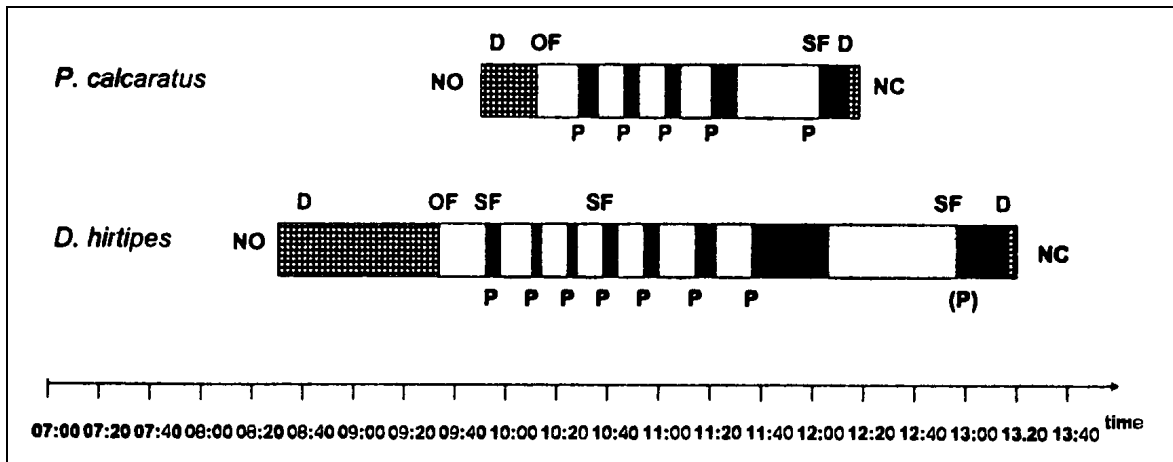 D OF SF D
P. calcaratus NO NC
P P P P P
D OF SF SF SF D
D. hirtipes NO NC
P P P P P P P (P)
time
07:00 07:20 07:40 08:00 08:20 08:40 09:00 09:20 09:40 10:00 10:20 10:40 11:00 11:20 11:40 12:00 12:20 12:40 13:00 13.20 13:40